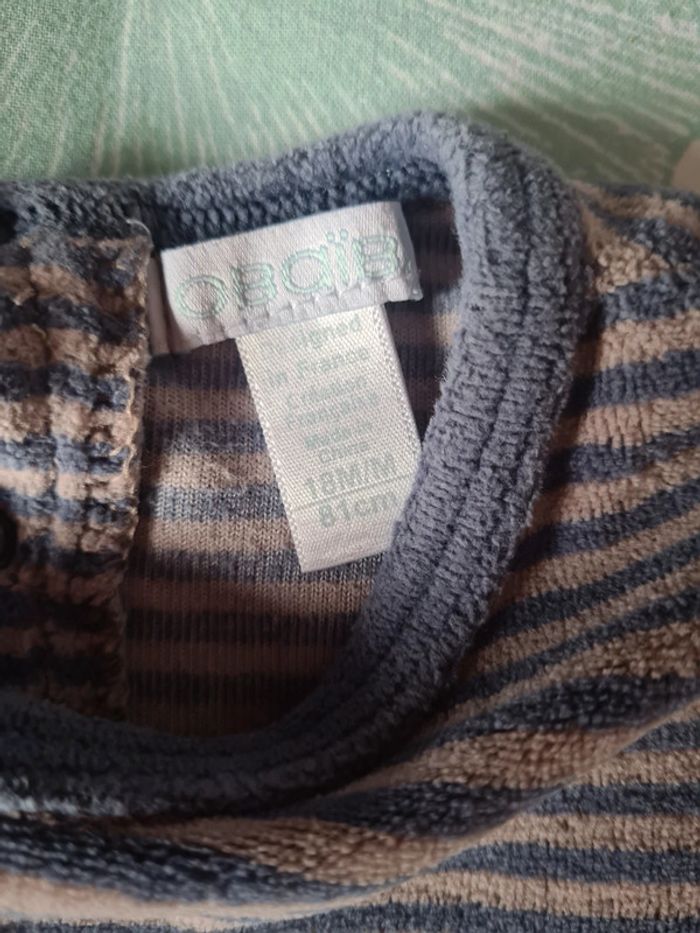 OBaïBi
Designed
in France
Création
Française
Made in
China
18M/M
81cm